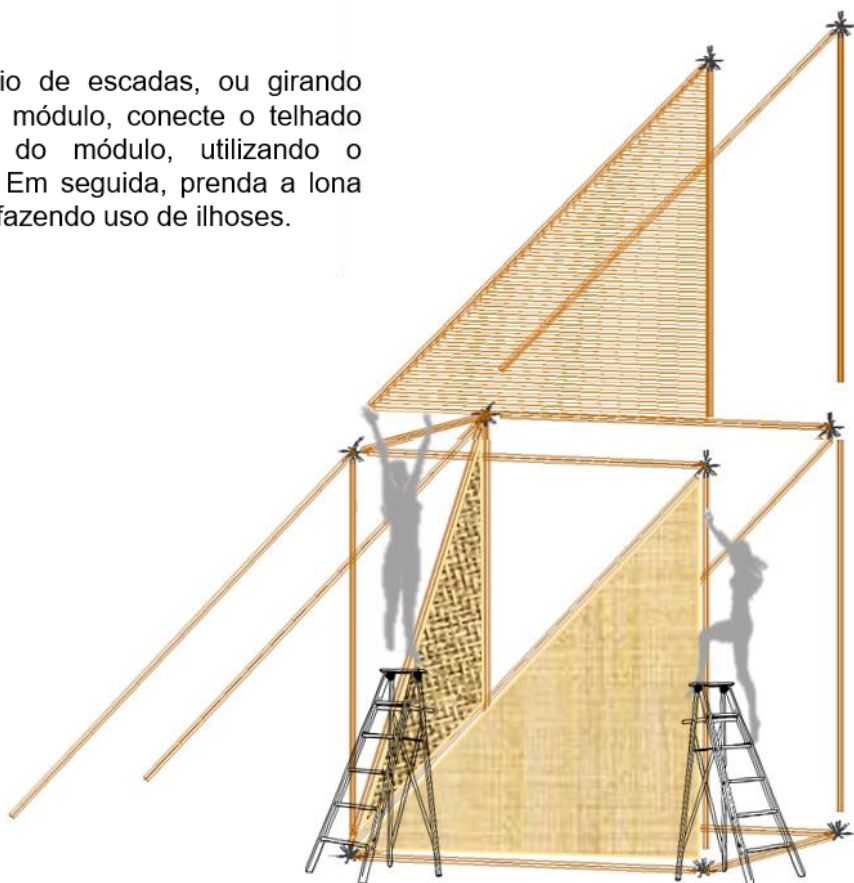 io de escadas, ou girando
módulo, conecte o telhado
do módulo, utilizando o
Em seguida, prenda a lona
fazendo uso de ilhoses.